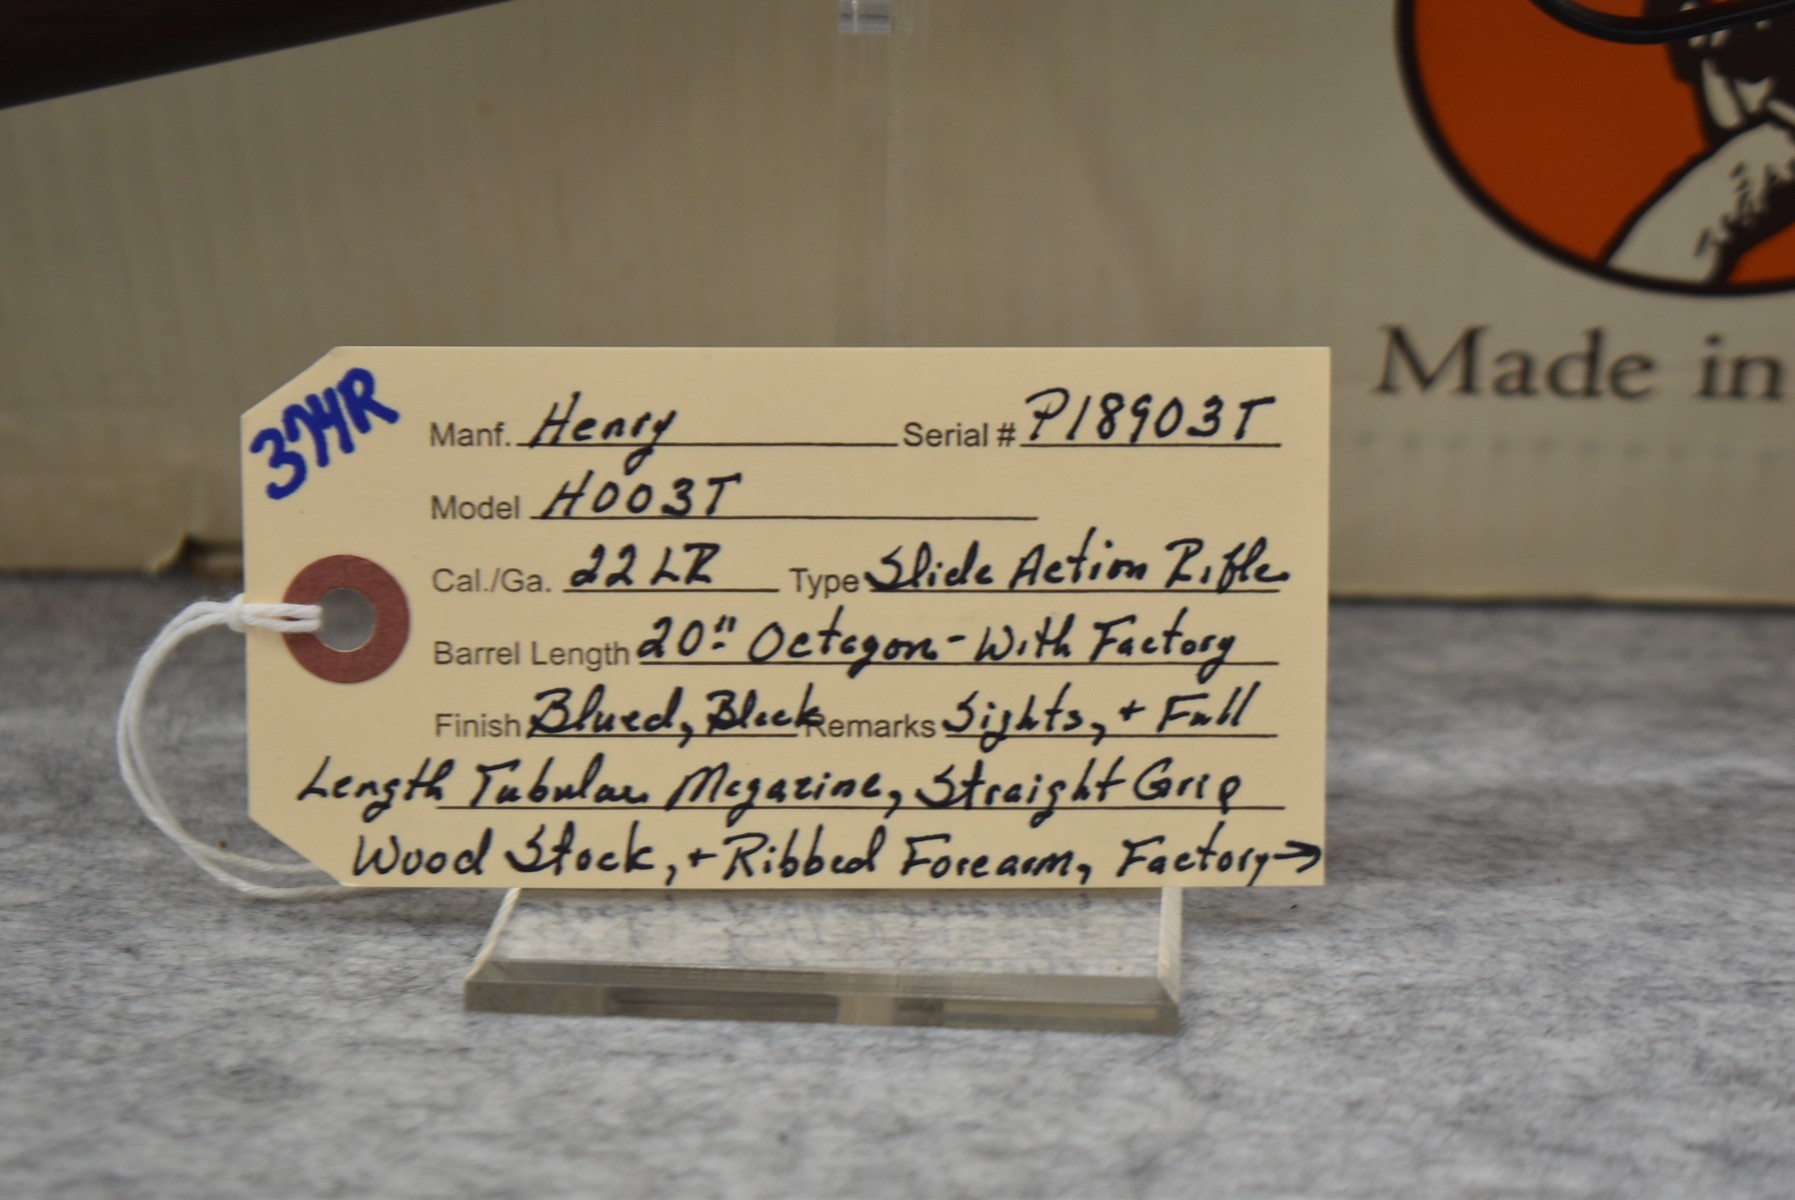 374R
Manf. Henry Serial # P18903T
Model H003T
Cal./Ga. 22 LR Type Slide Action Rifle
Barrel Length 20" Octagon - With Factory
Finish Blued, Black Remarks Sights, + Full
Length Tubular Magazine, Straight Grip
Wood Stock, + Ribbed Forearm, Factory →
Made in